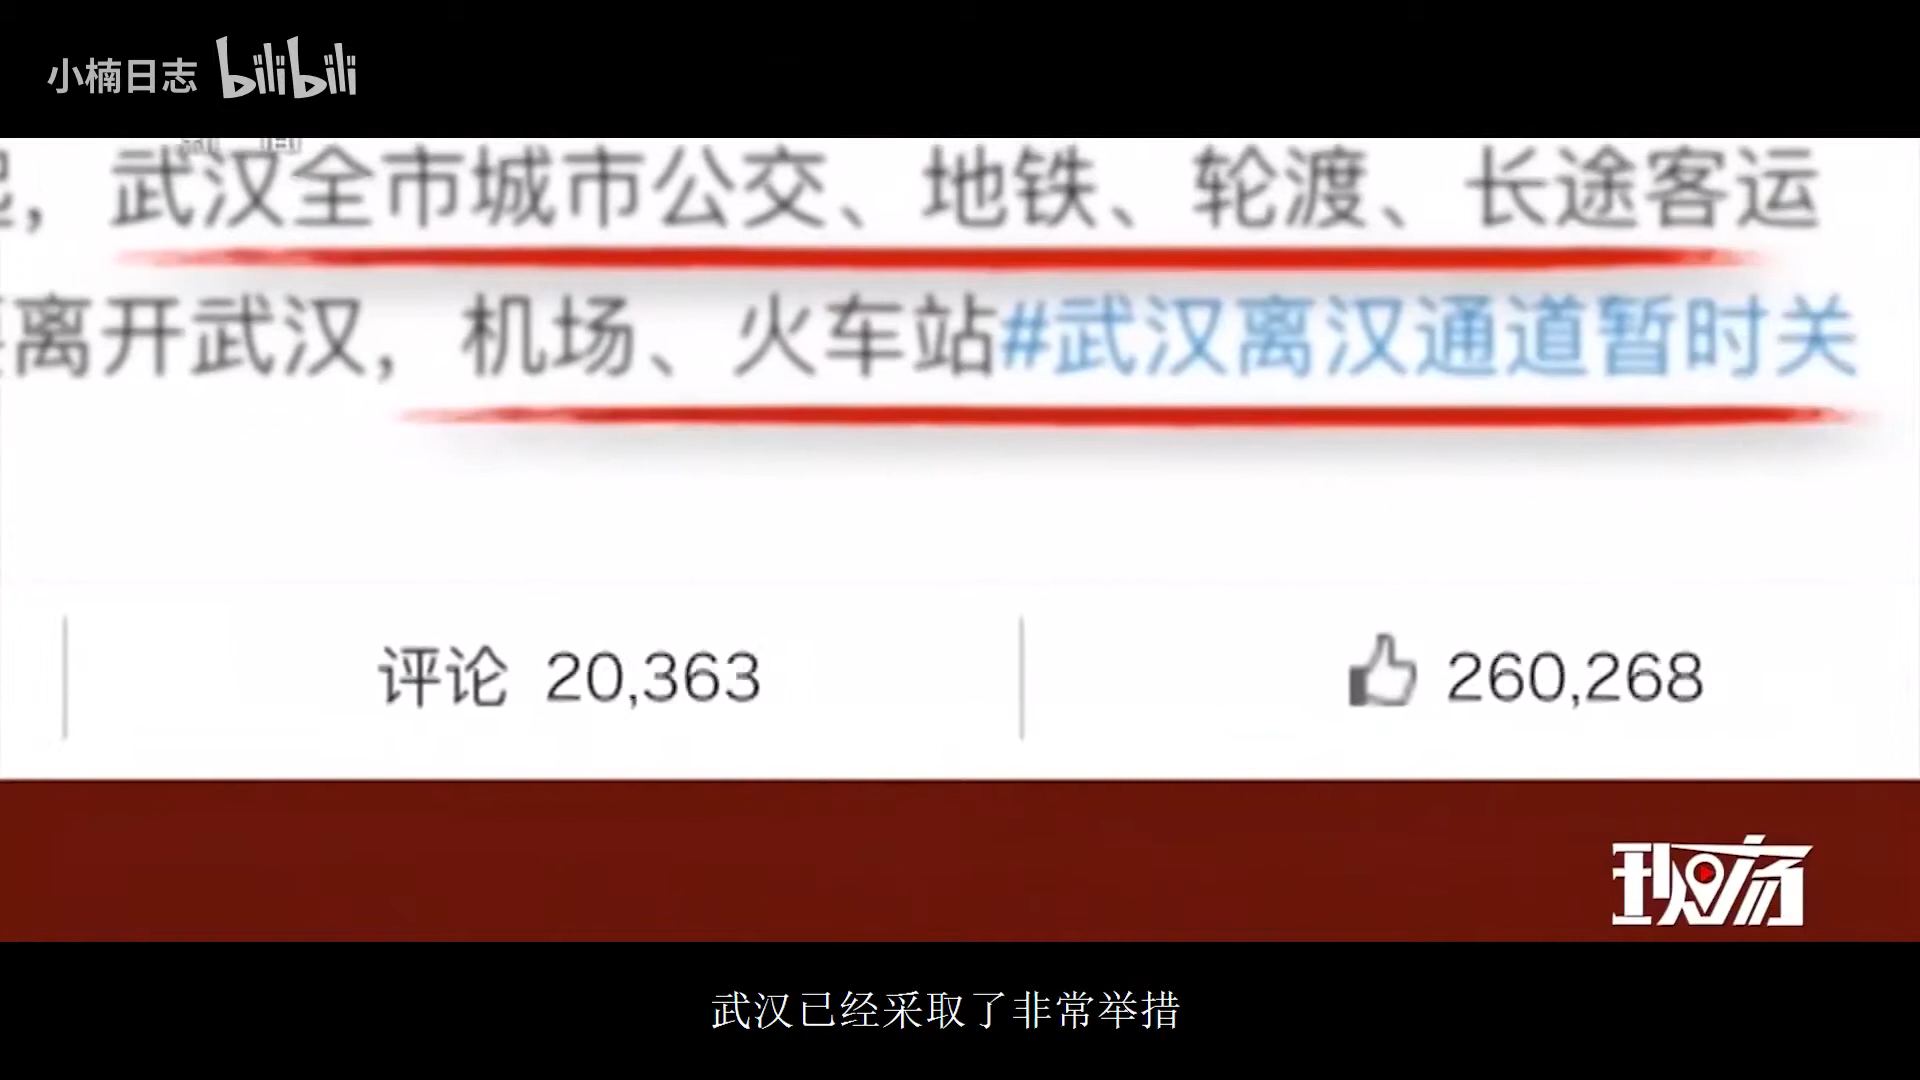 小楠日志 bilibili
，武汉全市城市公交、地铁、轮渡、长途客运
离开武汉，机场、火车站#武汉离汉通道暂时关
评论 20,363
260,268
现场
武汉已经采取了非常举措